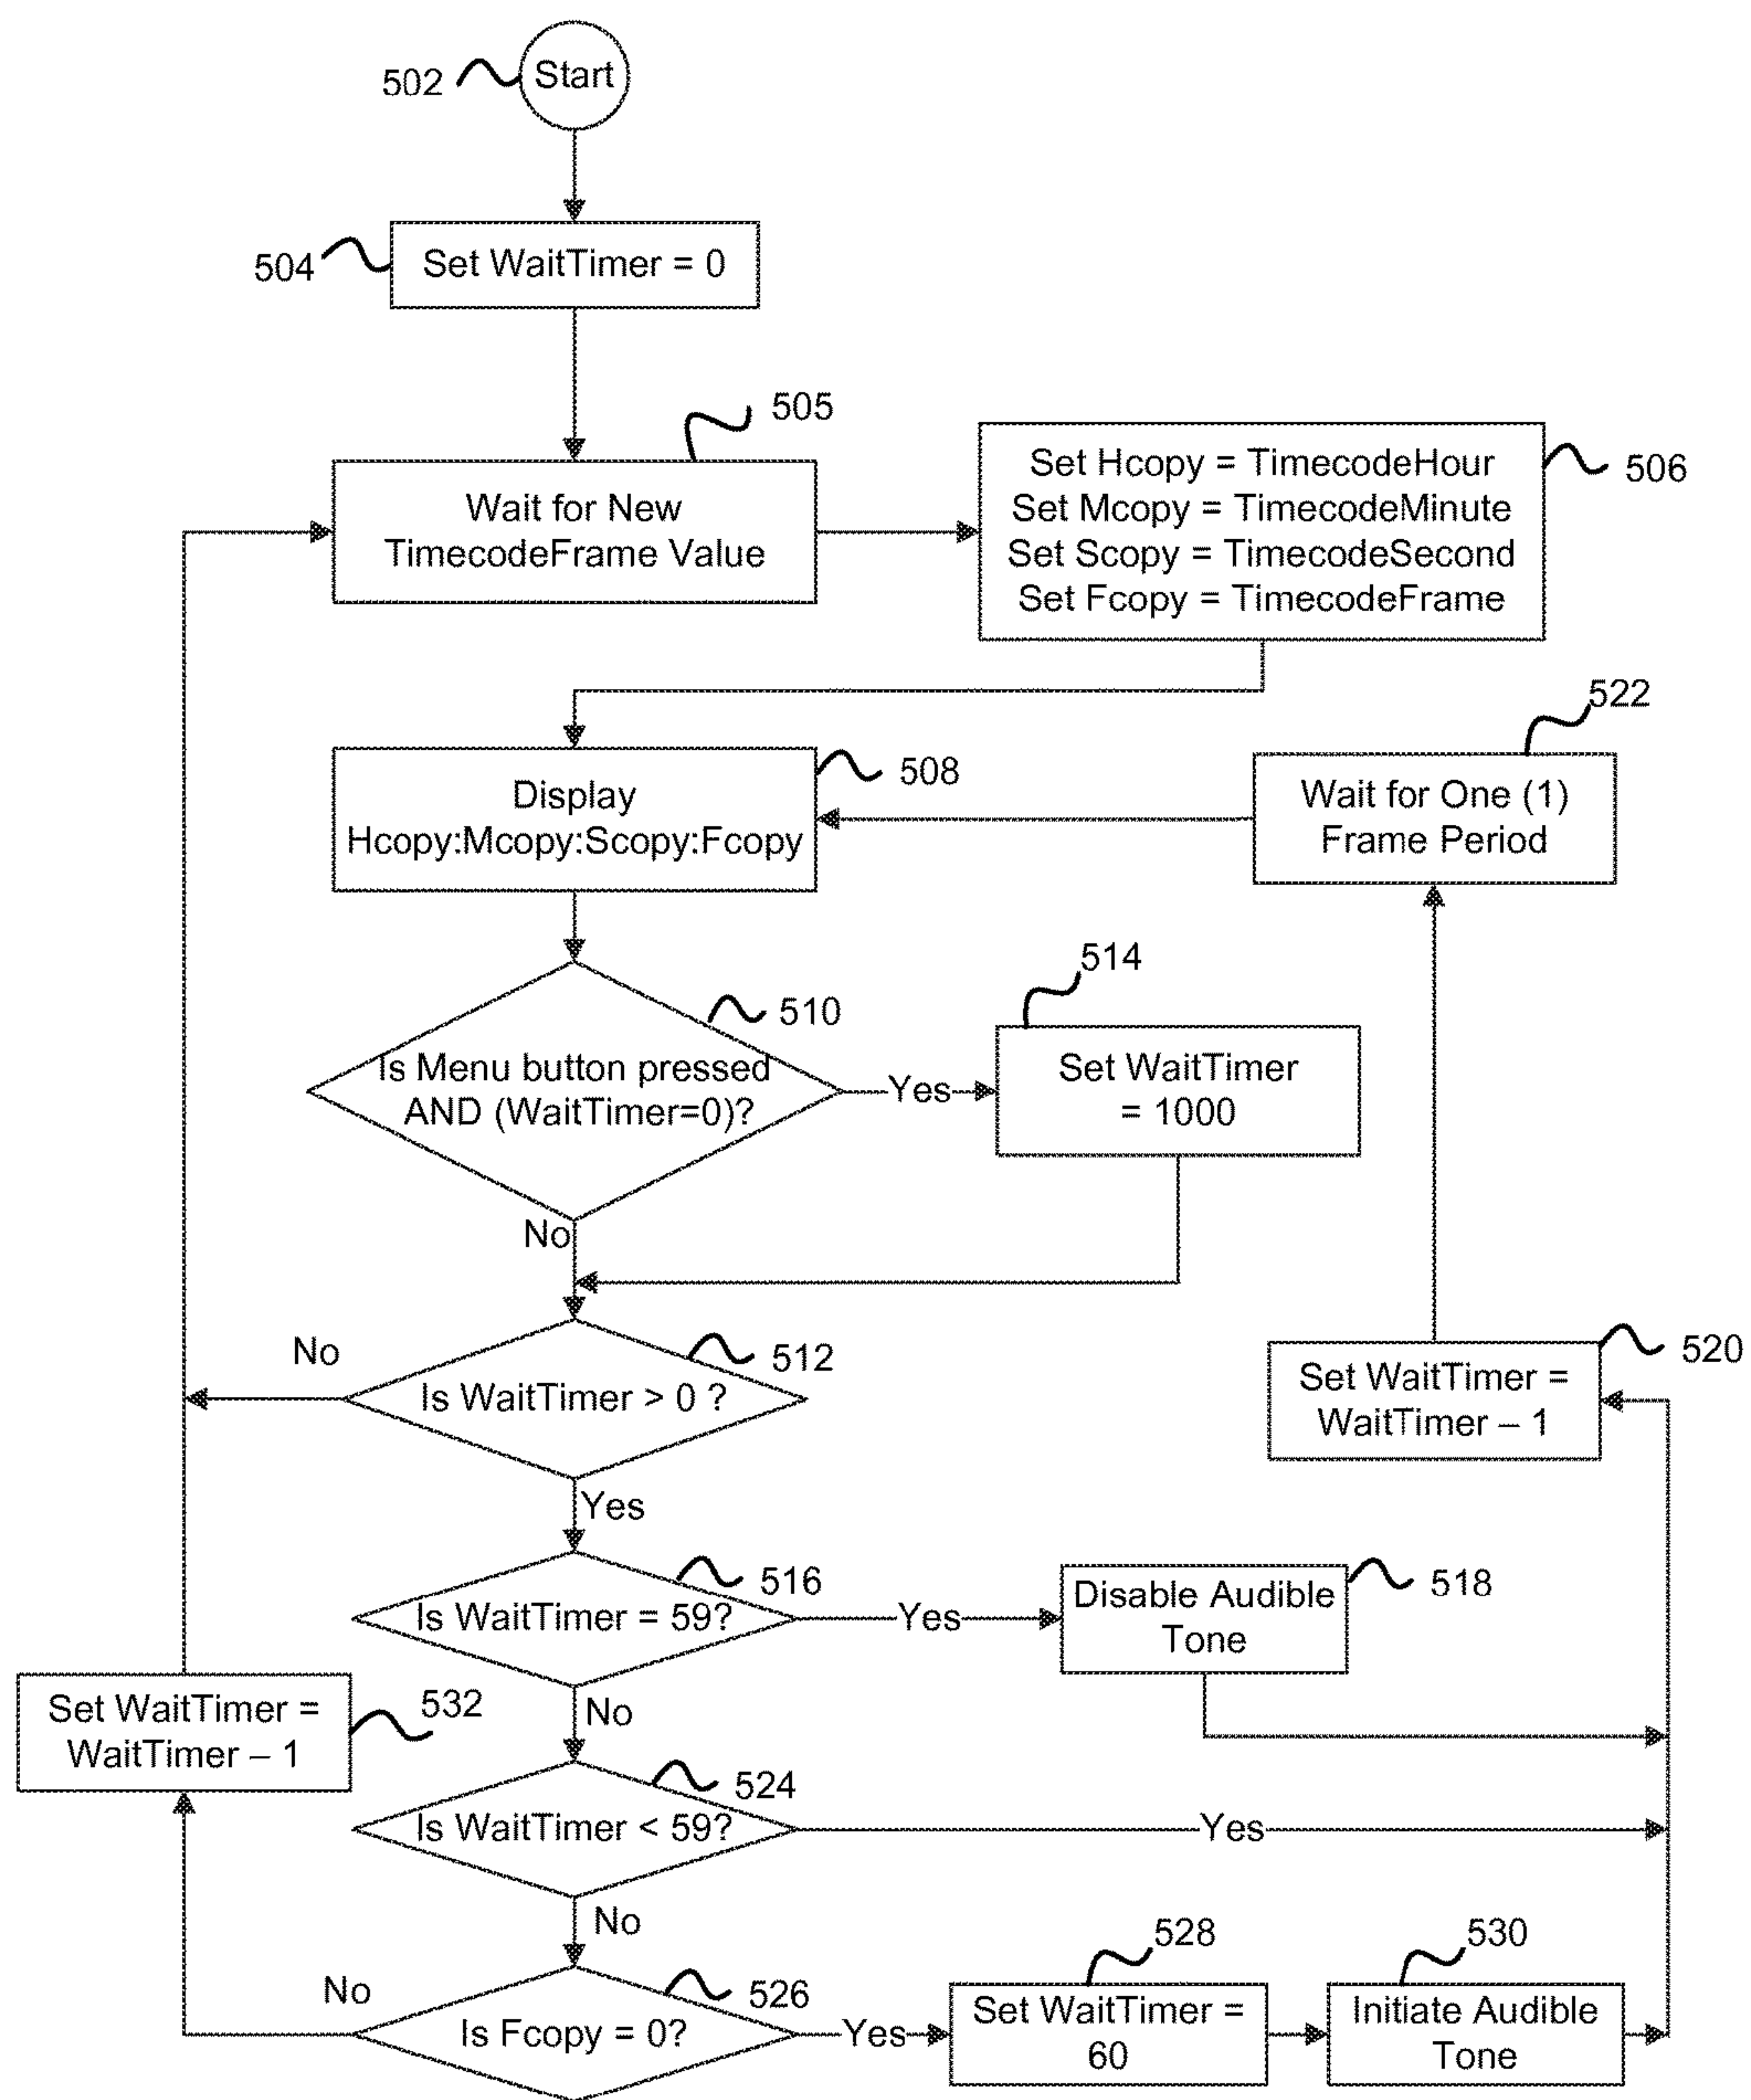 502
Start
504
Set WaitTimer = 0
505
Wait for New
TimecodeFrame Value
Set Hcopy = TimecodeHour
Set Mcopy = TimecodeMinute
Set Scopy = TimecodeSecond
Set Fcopy = TimecodeFrame
506
522
Display
Hcopy:Mcopy:Scopy:Fcopy
508
Wait for One (1)
Frame Period
510
Is Menu button pressed
AND (WaitTimer=0)?
Yes
514
Set WaitTimer
= 1000
No
No
512
Is WaitTimer > 0 ?
520
Set WaitTimer =
WaitTimer – 1
Yes
516
Is WaitTimer = 59?
Yes
Disable Audible
Tone
518
Set WaitTimer =
WaitTimer – 1
532
No
524
Is WaitTimer < 59?
Yes
No
No
526
Is Fcopy = 0?
Yes
528
Set WaitTimer =
60
530
Initiate Audible
Tone